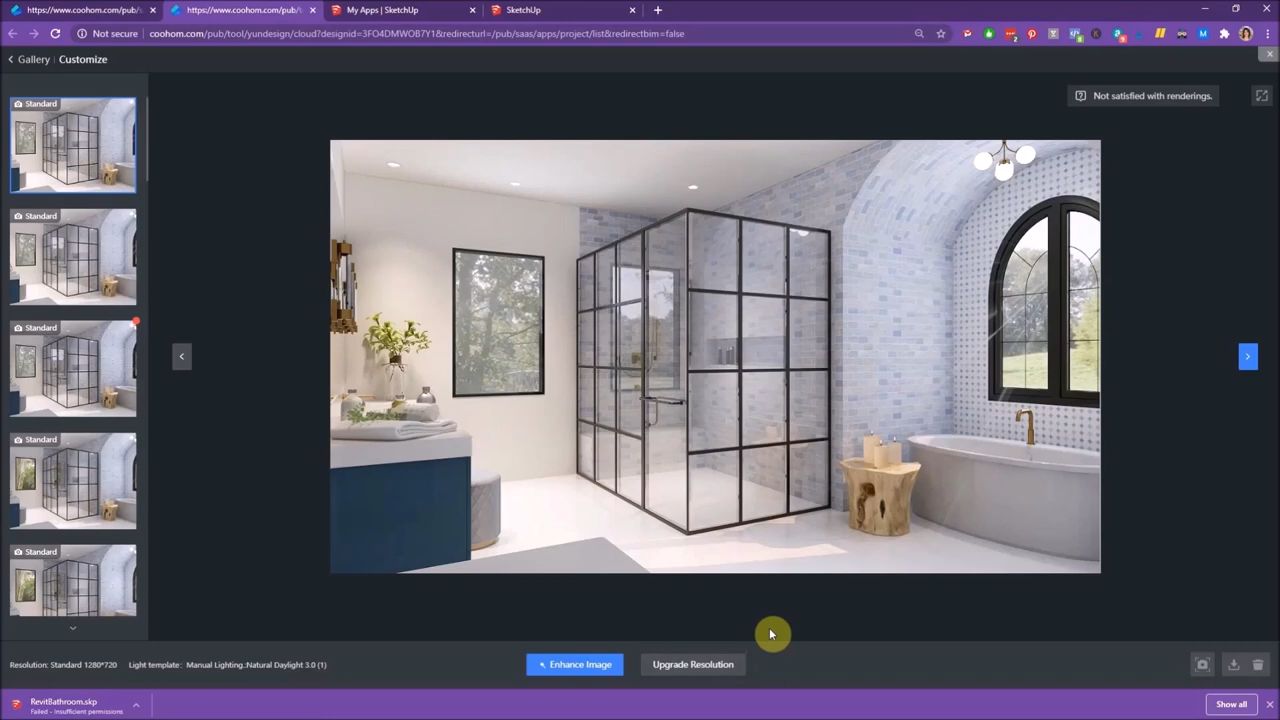 https://www.coohom.com/pub/s
https://www.coohom.com/pub/t
My Apps | SketchUp
SketchUp
Not secure
coohom.com/pub/tool/yundesign/cloud?designid=3FO4DMWOB7Y1&redirecturl=/pub/saas/apps/project/list&redirectbim=false
Gallery Customize
Not satisfied with renderings.
Standard
Standard
Standard
Standard
Standard
Resolution: Standard 1280*720 Light template: Manual Lighting.:Natural Daylight 3.0 (1)
Enhance Image
Upgrade Resolution
RevitBathroom.skp
Failed - Insufficient permissions
Show all